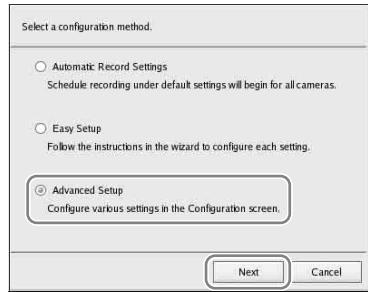 Select a configuration method.
Automatic Record Settings
Schedule recording under default settings will begin for all cameras.
Easy Setup
Follow the instructions in the wizard to configure each setting.
Advanced Setup
Configure various settings in the Configuration screen.
Next Cancel